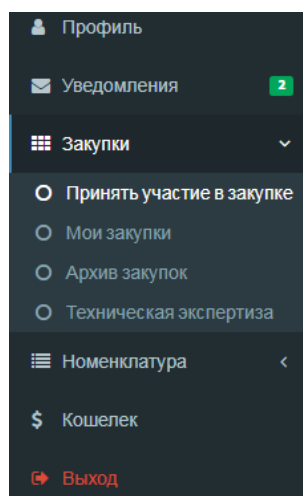 Профиль
Уведомления 2
Закупки
Принять участие в закупке
Мои закупки
Архив закупок
Техническая экспертиза
Номенклатура
$ Кошелек
Выход